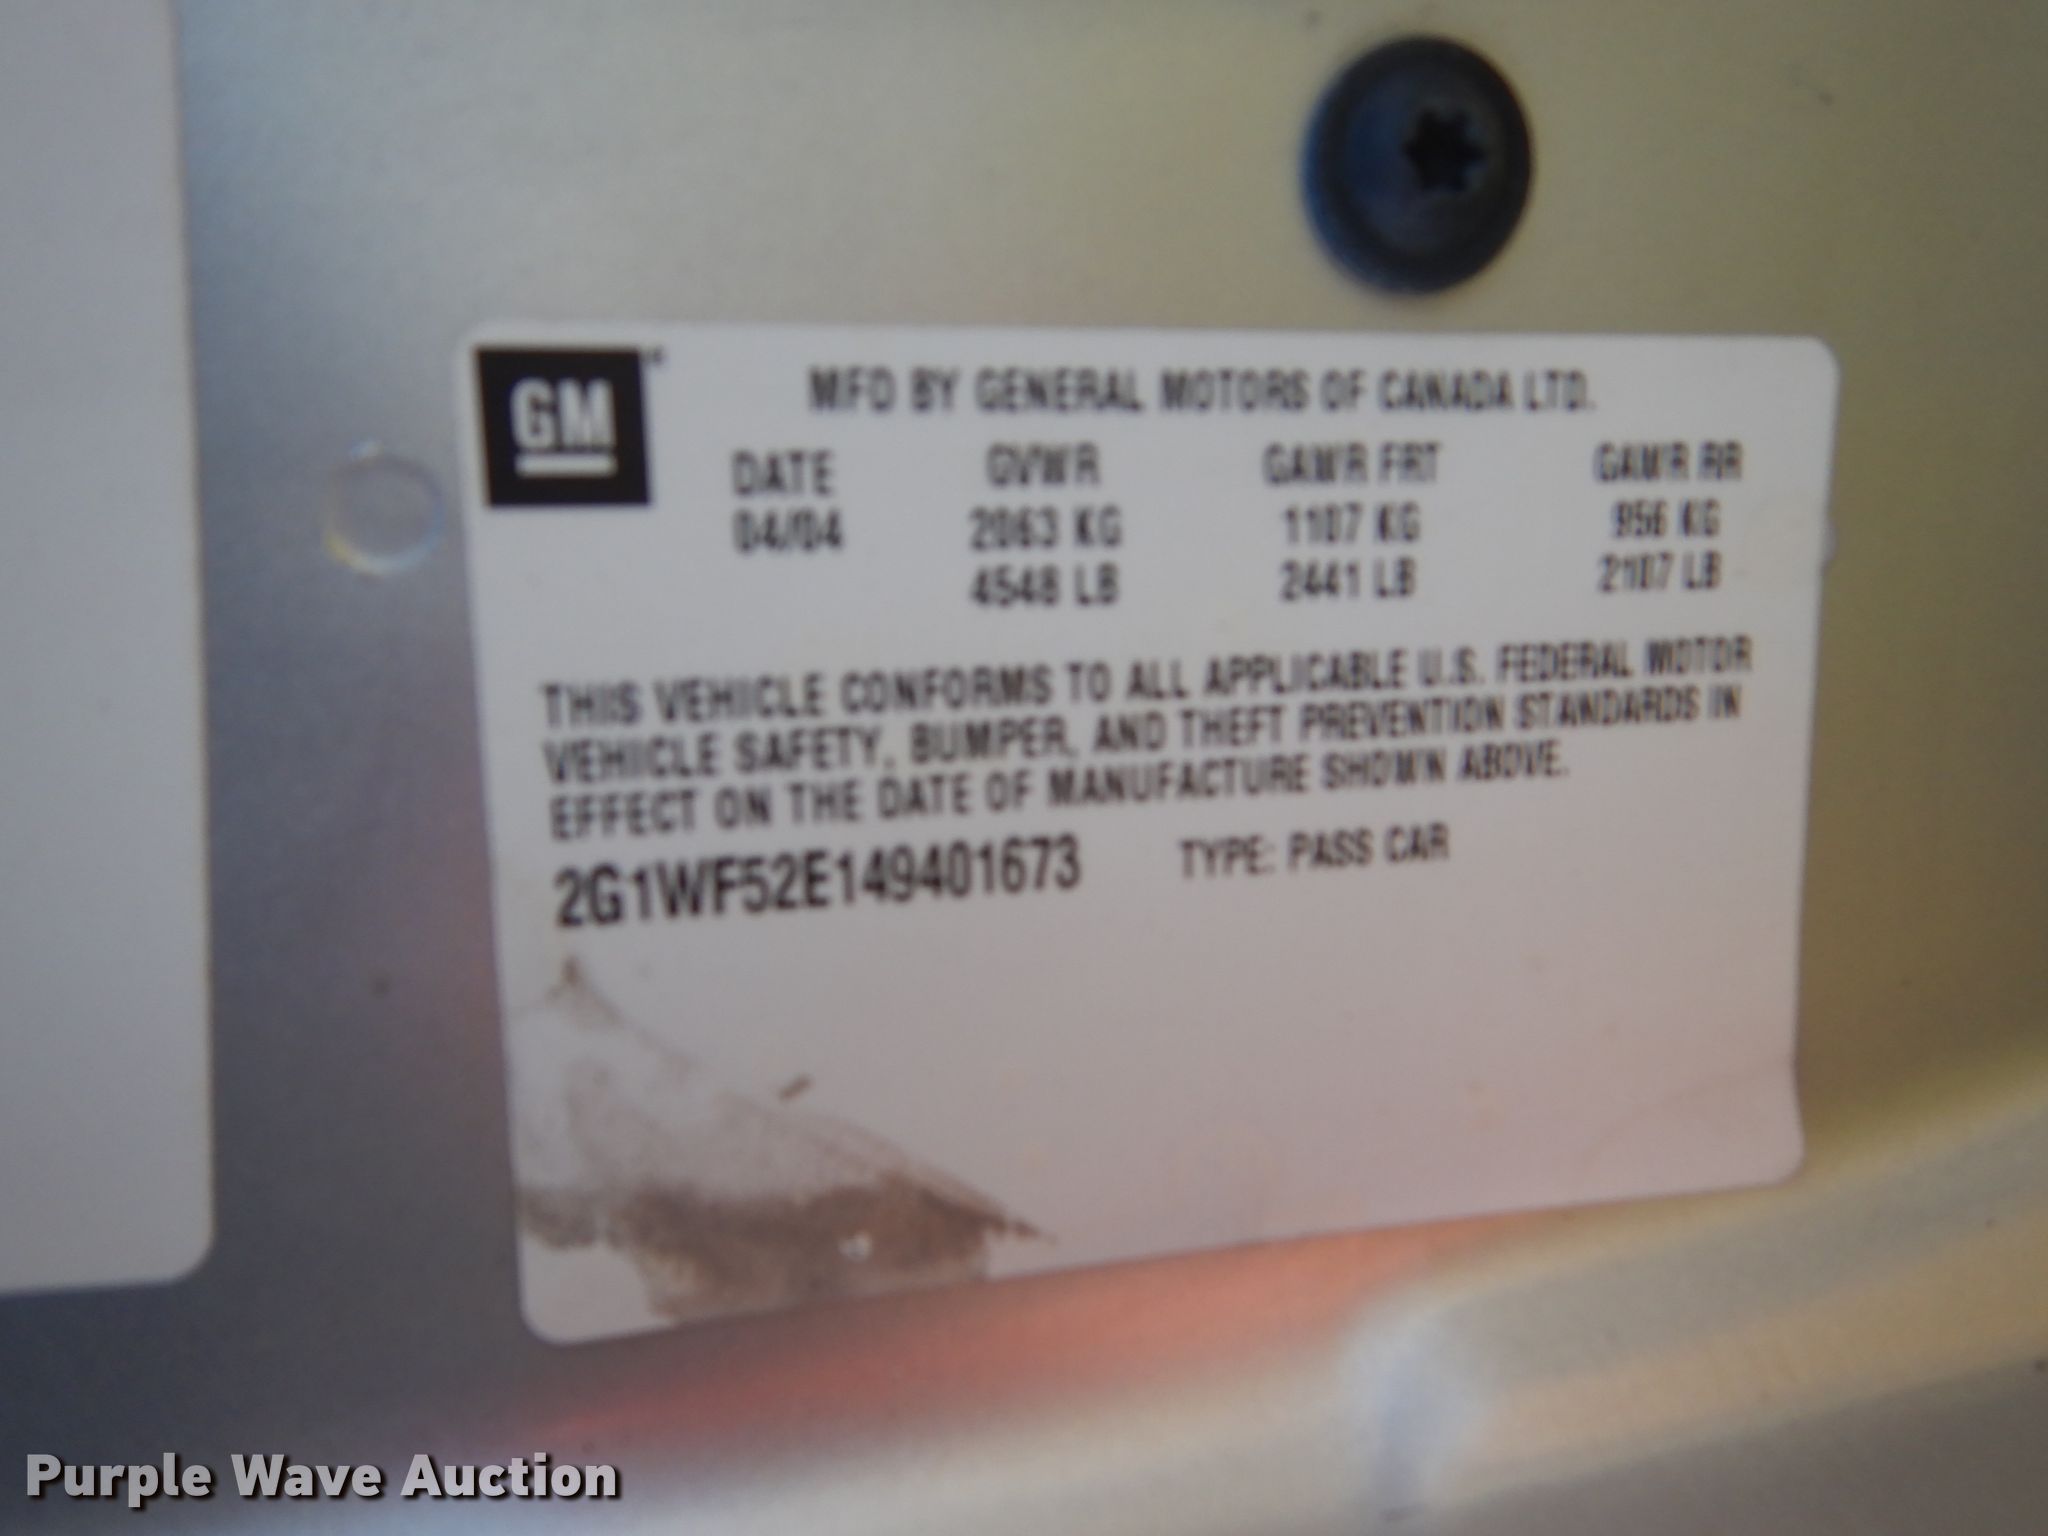 GM
MFD BY GENERAL MOTORS OF CANADA LTD.
DATE GVWR GAWR FRT GAWR RR
04/04 2063 KG 1107 KG 956 KG
4548 LB 2441 LB 2107 LB
THIS VEHICLE CONFORMS TO ALL APPLICABLE U.S. FEDERAL MOTOR
VEHICLE SAFETY, BUMPER, AND THEFT PREVENTION STANDARDS IN
EFFECT ON THE DATE OF MANUFACTURE SHOWN ABOVE.
2G1WF52E149401673 TYPE: PASS CAR
Purple Wave Auction